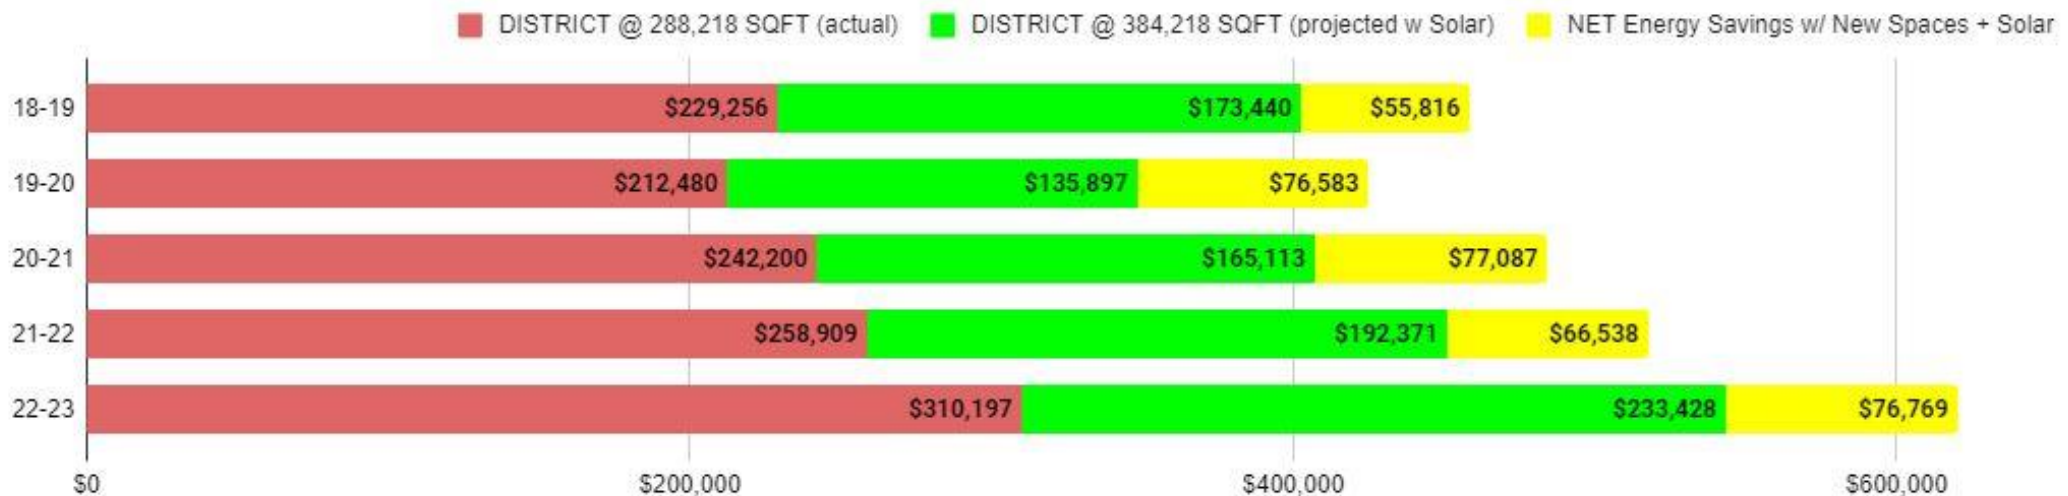 DISTRICT @ 288,218 SQFT (actual) DISTRICT @ 384,218 SQFT (projected w Solar) NET Energy Savings w/ New Spaces + Solar
18-19 $229,256 $173,440 $55,816
19-20 $212,480 $135,897 $76,583
20-21 $242,200 $165,113 $77,087
21-22 $258,909 $192,371 $66,538
22-23 $310,197 $233,428 $76,769
$0 $200,000 $400,000 $600,000